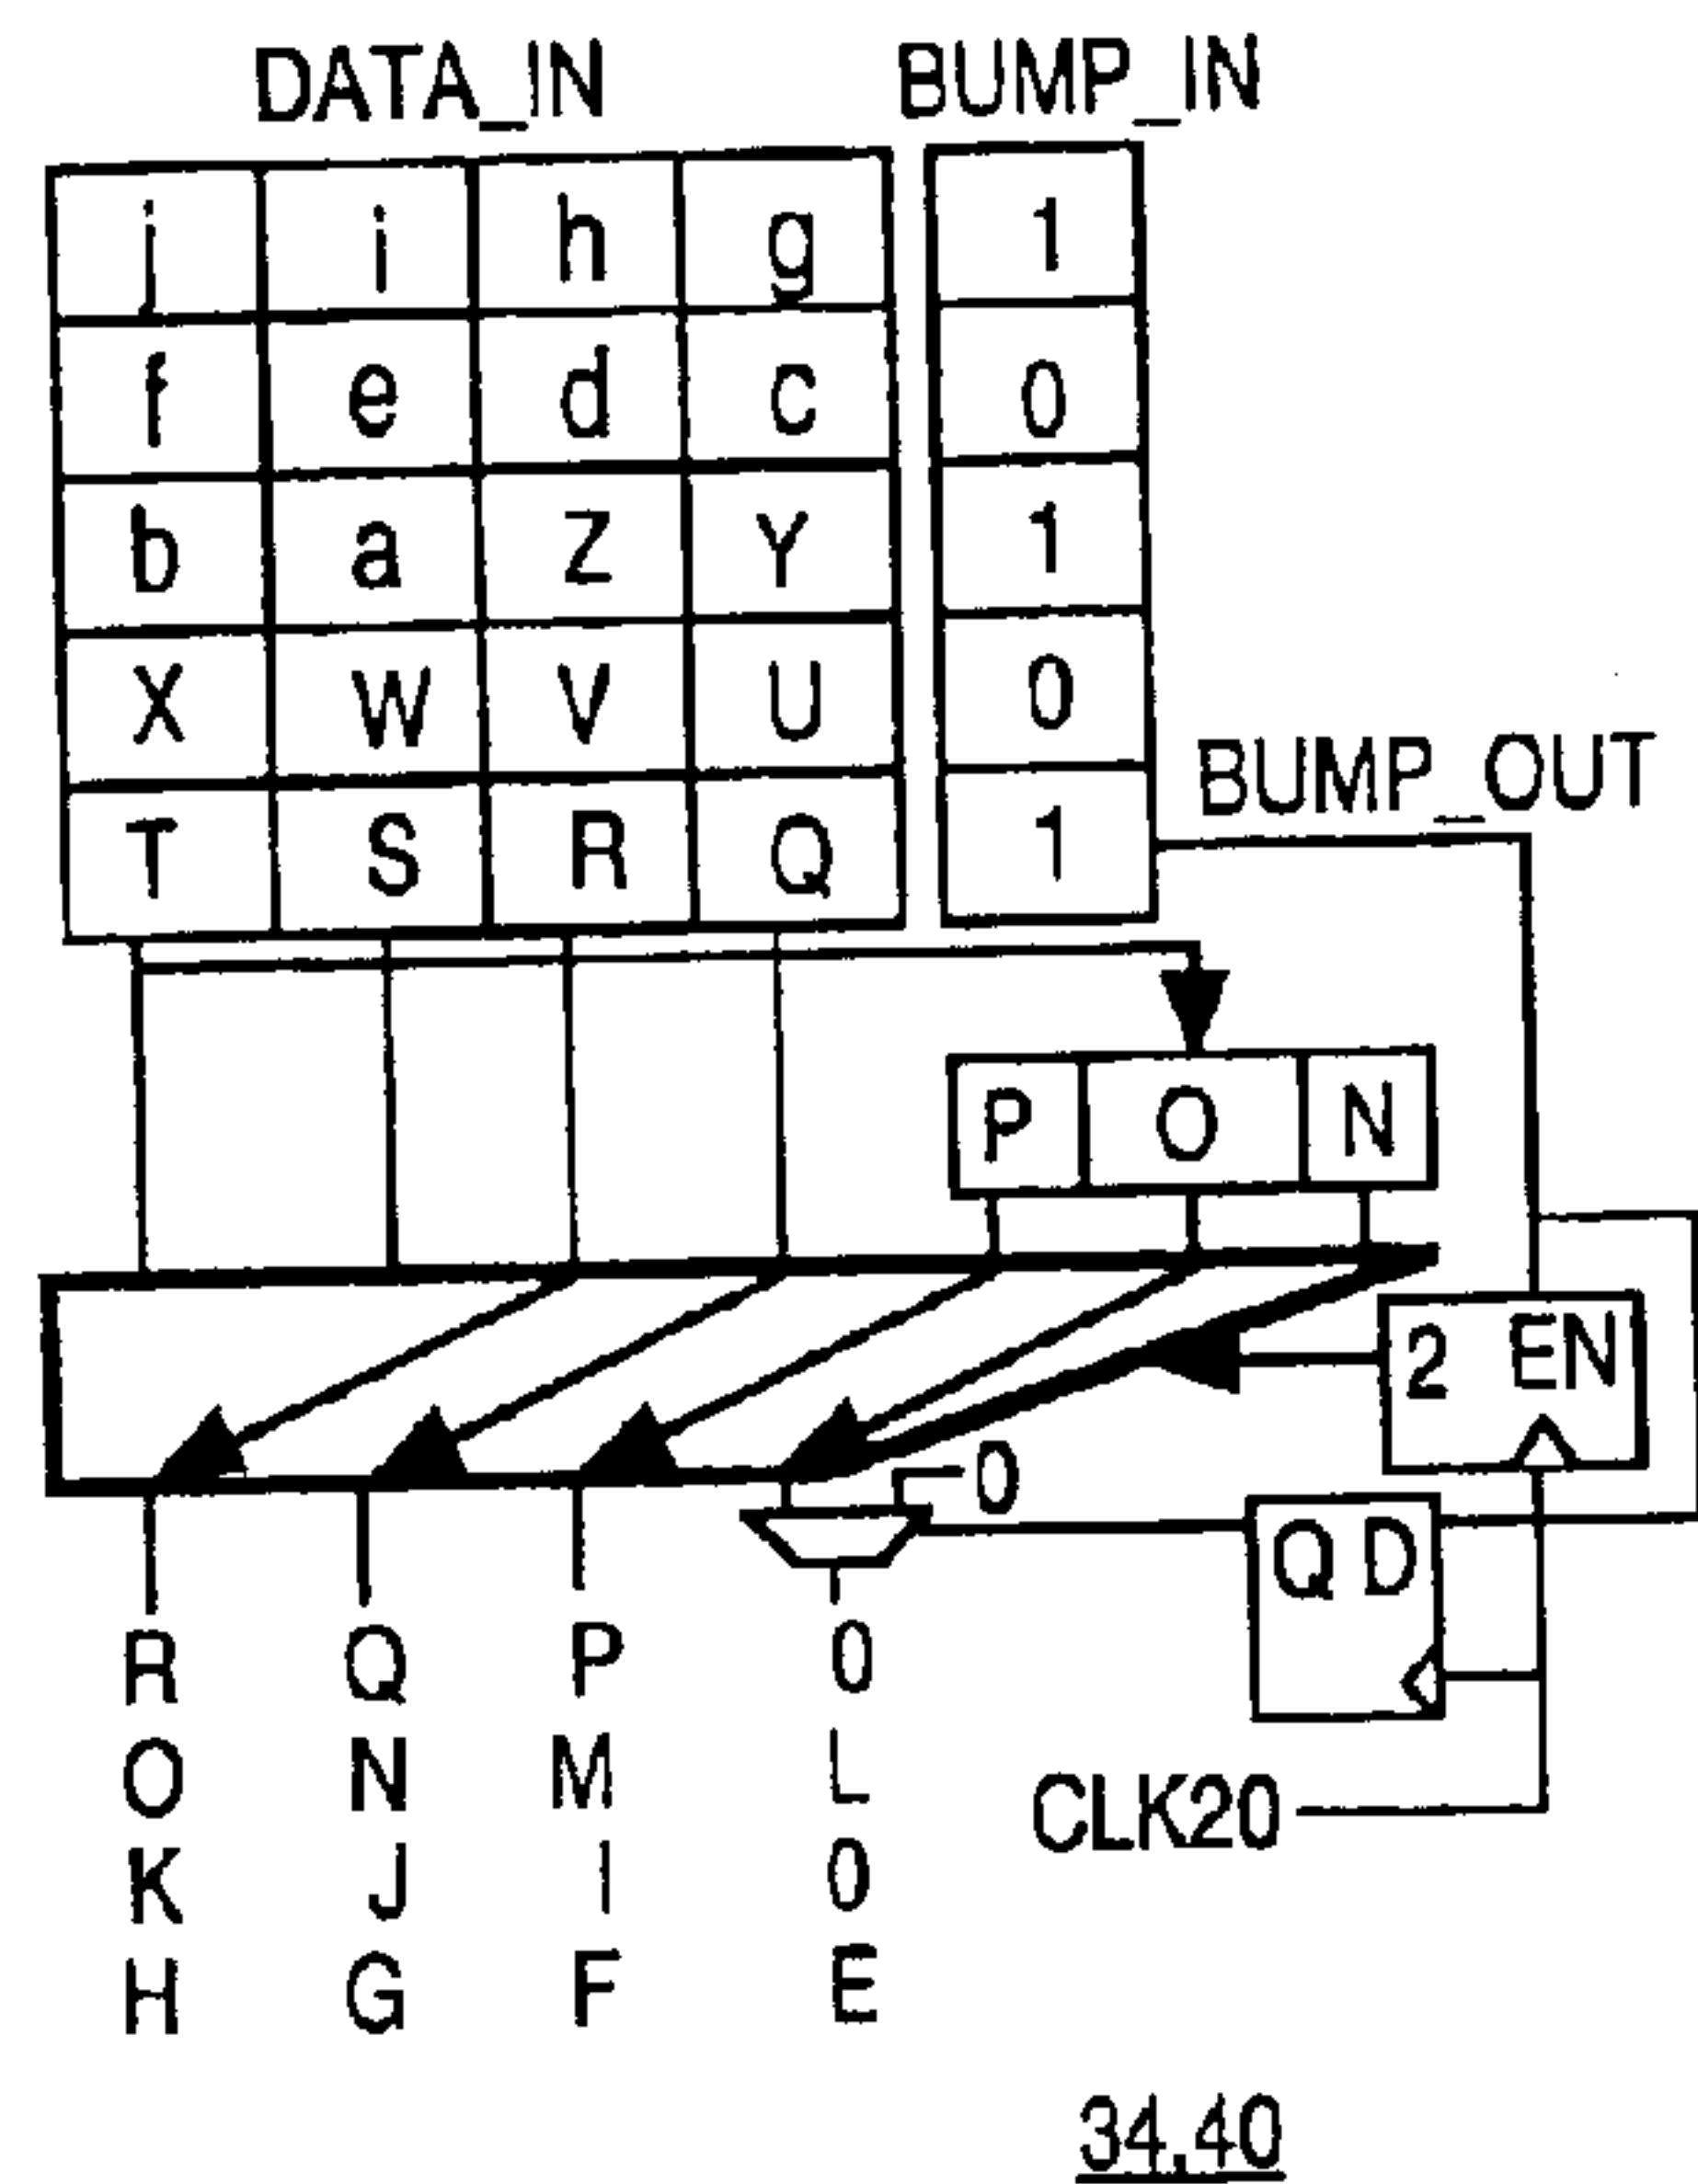 DATA_IN BUMP_IN
j i h g 1
f e d c 0
b a Z Y 1
X W V U 0
BUMP_OUT
T S R Q 1
P O N
2 EN
0
Q D
R Q P 0
O N M L
CLK20
K J I 0
H G F E
34.40